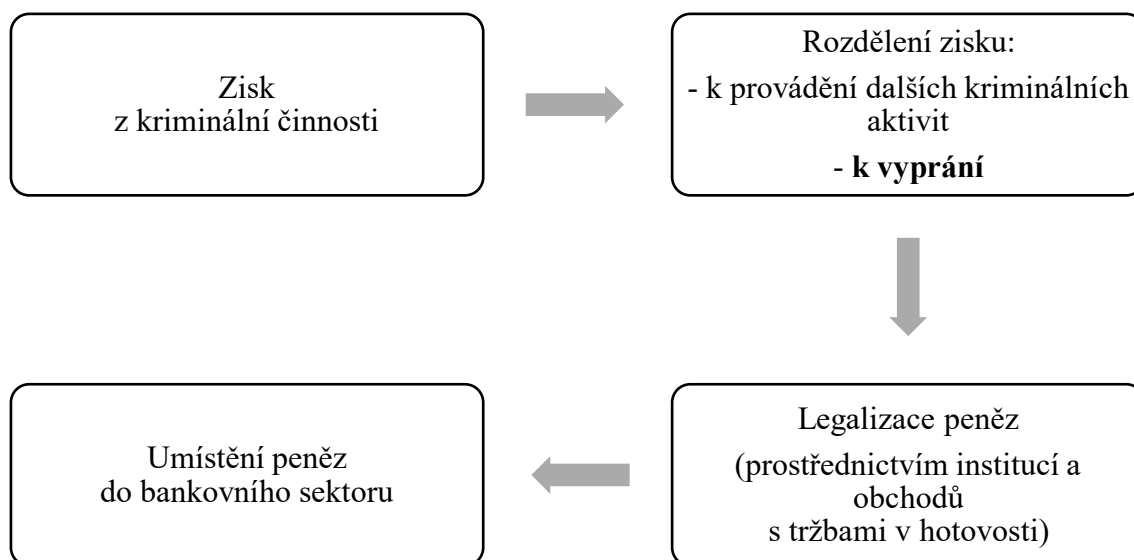 Zisk
z kriminální činnosti
Rozdělení zisku:
- k provádění dalších kriminálních
aktivit
- k vyprání
Umístění peněz
do bankovního sektoru
Legalizace peněz
(prostřednictvím institucí a
obchodů
s tržbami v hotovosti)